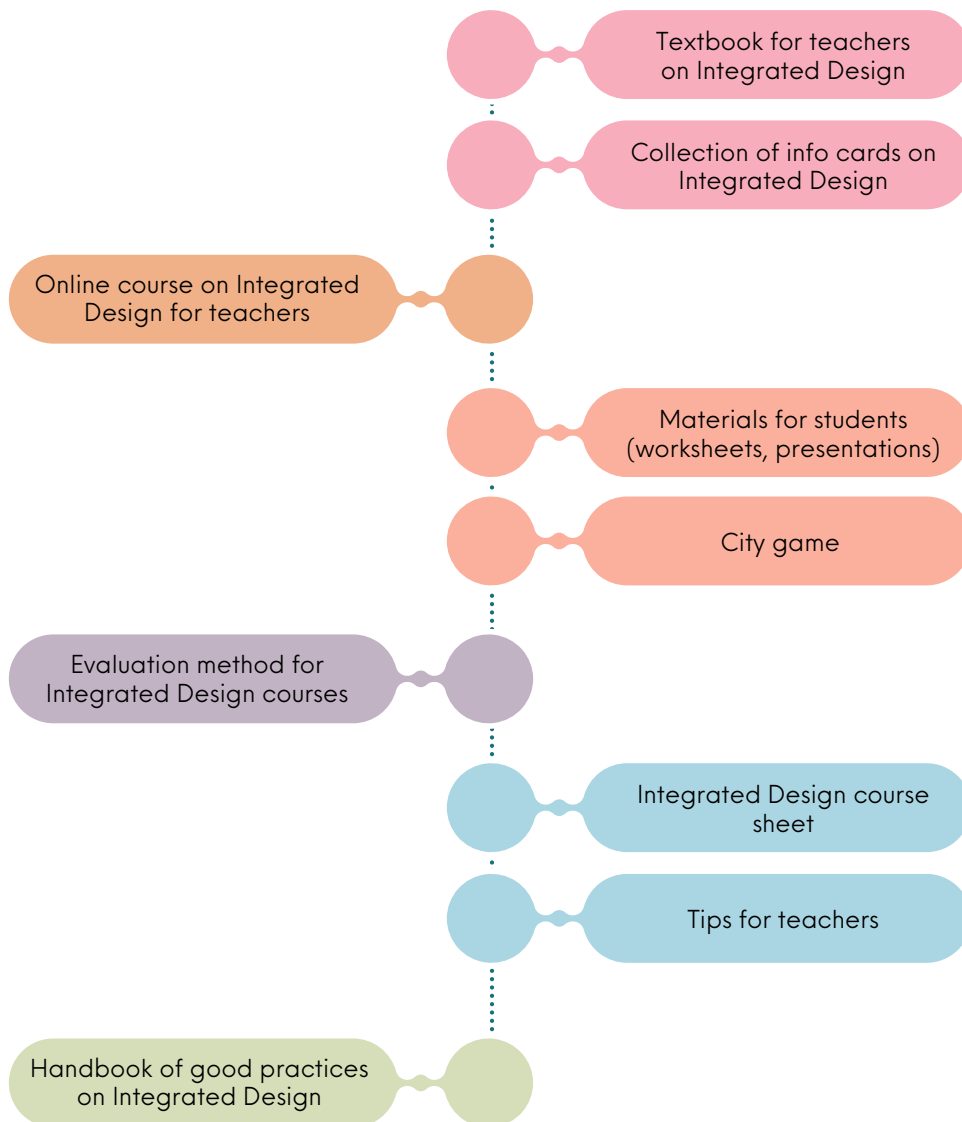 Textbook for teachers
on Integrated Design
Collection of info cards on
Integrated Design
Online course on Integrated
Design for teachers
Materials for students
(worksheets, presentations)
City game
Evaluation method for
Integrated Design courses
Integrated Design course
sheet
Tips for teachers
Handbook of good practices
on Integrated Design